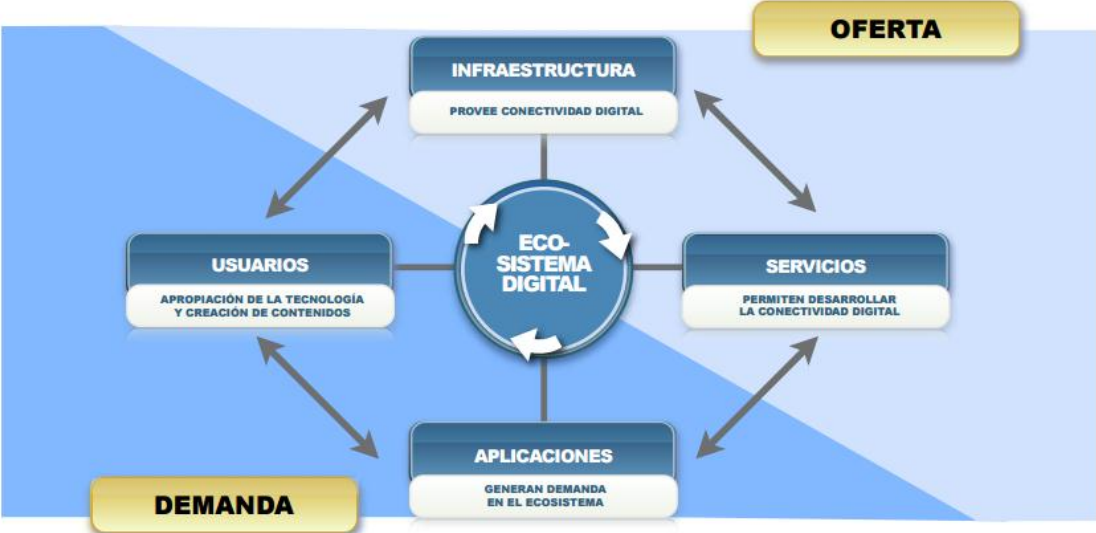 OFERTA
INFRAESTRUCTURA
PROVEE CONECTIVIDAD DIGITAL
USUARIOS
APROPIACIÓN DE LA TECNOLOGÍA
Y CREACIÓN DE CONTENIDOS
ECO-
SISTEMA
DIGITAL
SERVICIOS
PERMITEN DESARROLLAR
LA CONECTIVIDAD DIGITAL
APLICACIONES
GENERAN DEMANDA
EN EL ECOSISTEMA
DEMANDA